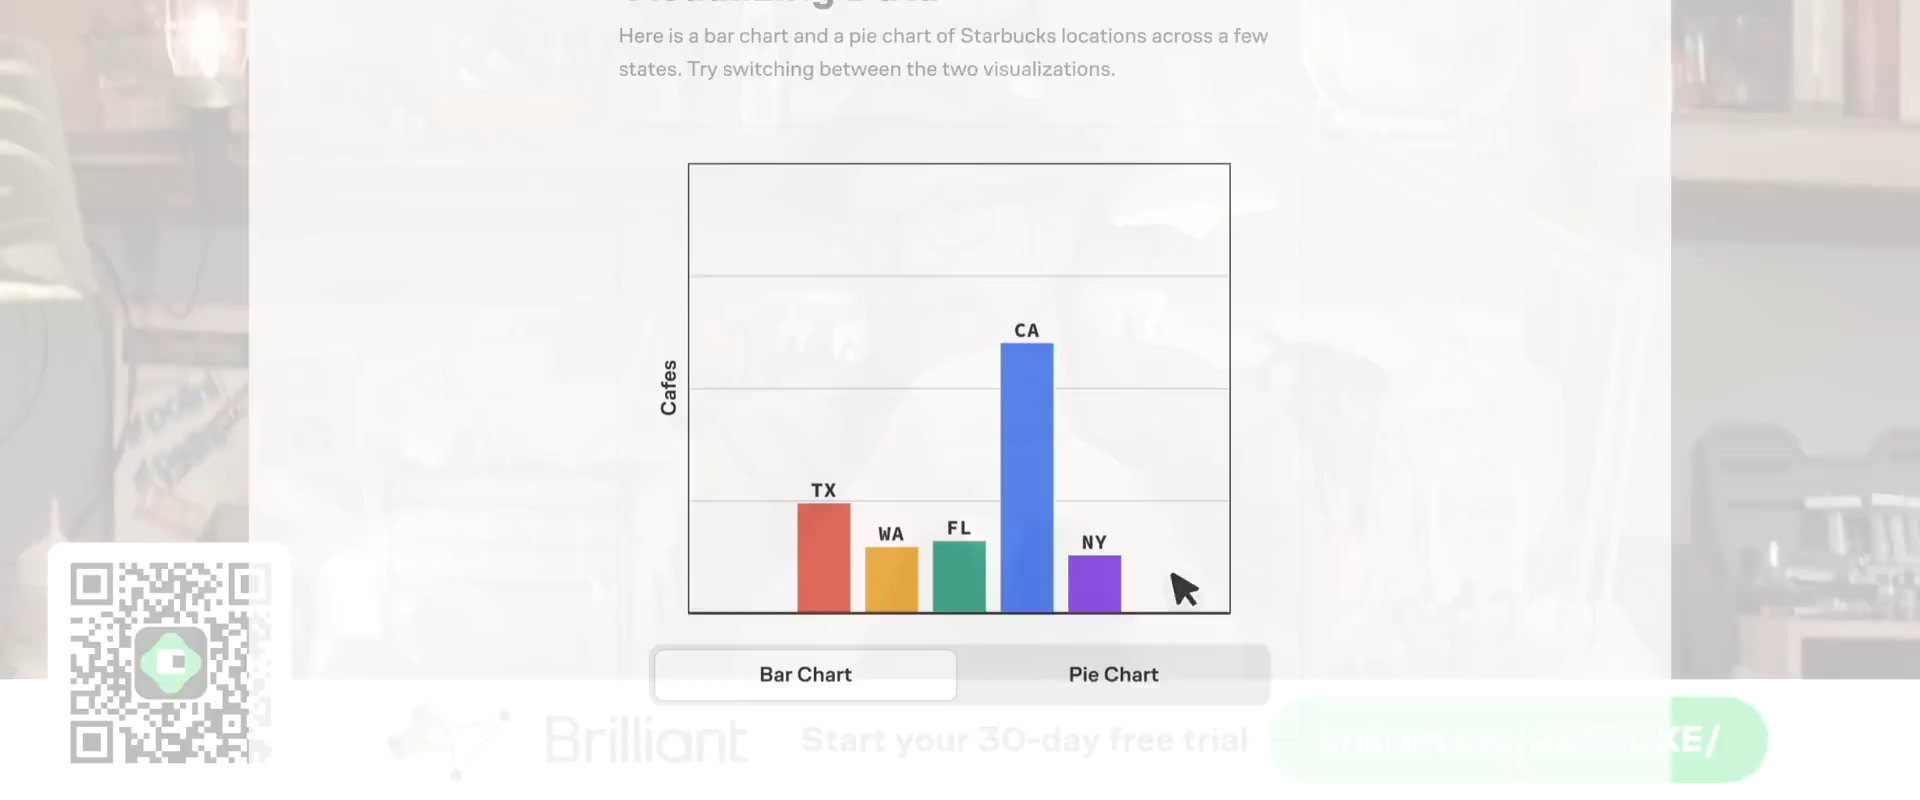 Here is a bar chart and a pie chart of Starbucks locations across a few
states. Try switching between the two visualizations.
CA
Cafes
TX
FL
WA
NY
Bar Chart
Pie Chart
Brilliant
Start your 30-day free trial